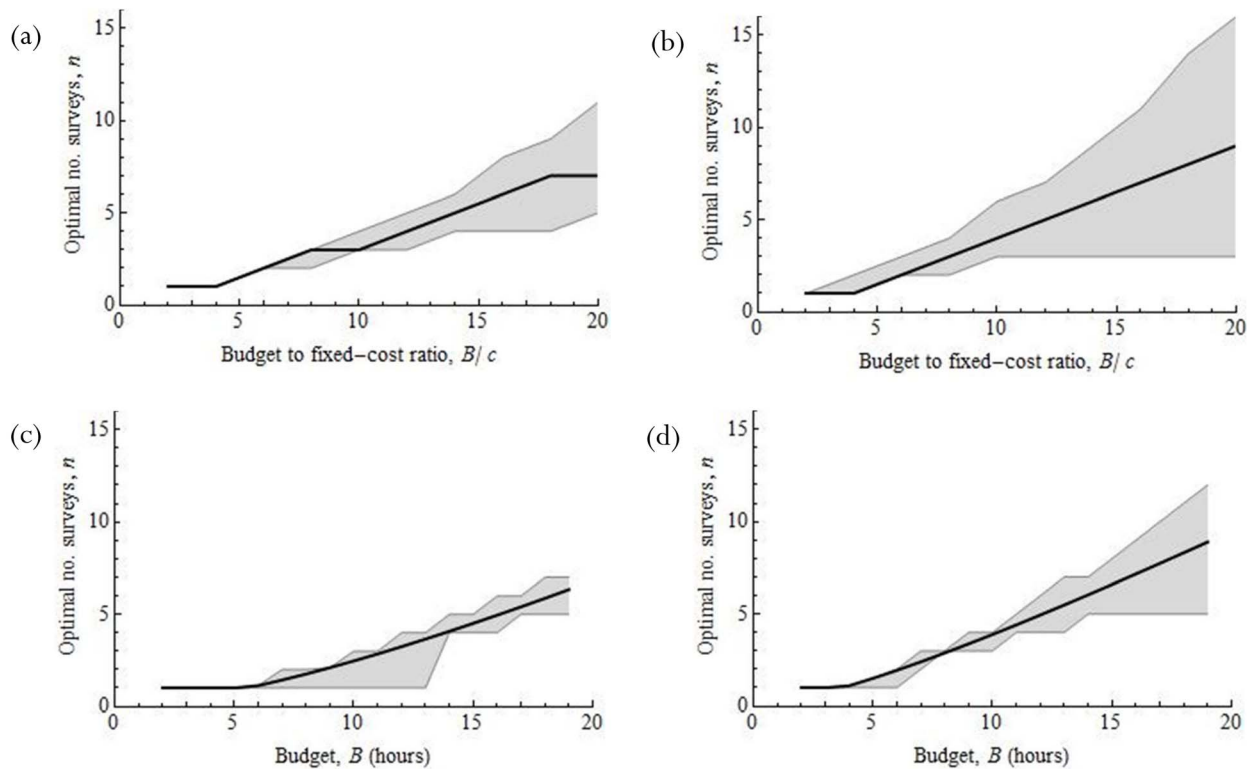 (a)
Optimal no. surveys, n
15
10
5
0
0 5 10 15 20
Budget to fixed–cost ratio, B/ c
(b)
Optimal no. surveys, n
15
10
5
0
0 5 10 15 20
Budget to fixed–cost ratio, B/ c
(c)
Optimal no. surveys, n
15
10
5
0
0 5 10 15 20
Budget, B (hours)
(d)
Optimal no. surveys, n
15
10
5
0
0 5 10 15 20
Budget, B (hours)